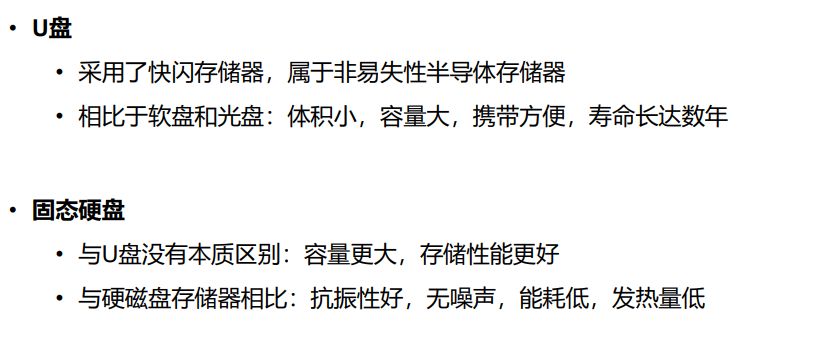 • U盘
• 采用了快闪存储器，属于非易失性半导体存储器
• 相比于软盘和光盘：体积小，容量大，携带方便，寿命长达数年
• 固态硬盘
• 与U盘没有本质区别：容量更大，存储性能更好
• 与硬磁盘存储器相比：抗振性好，无噪声，能耗低，发热量低